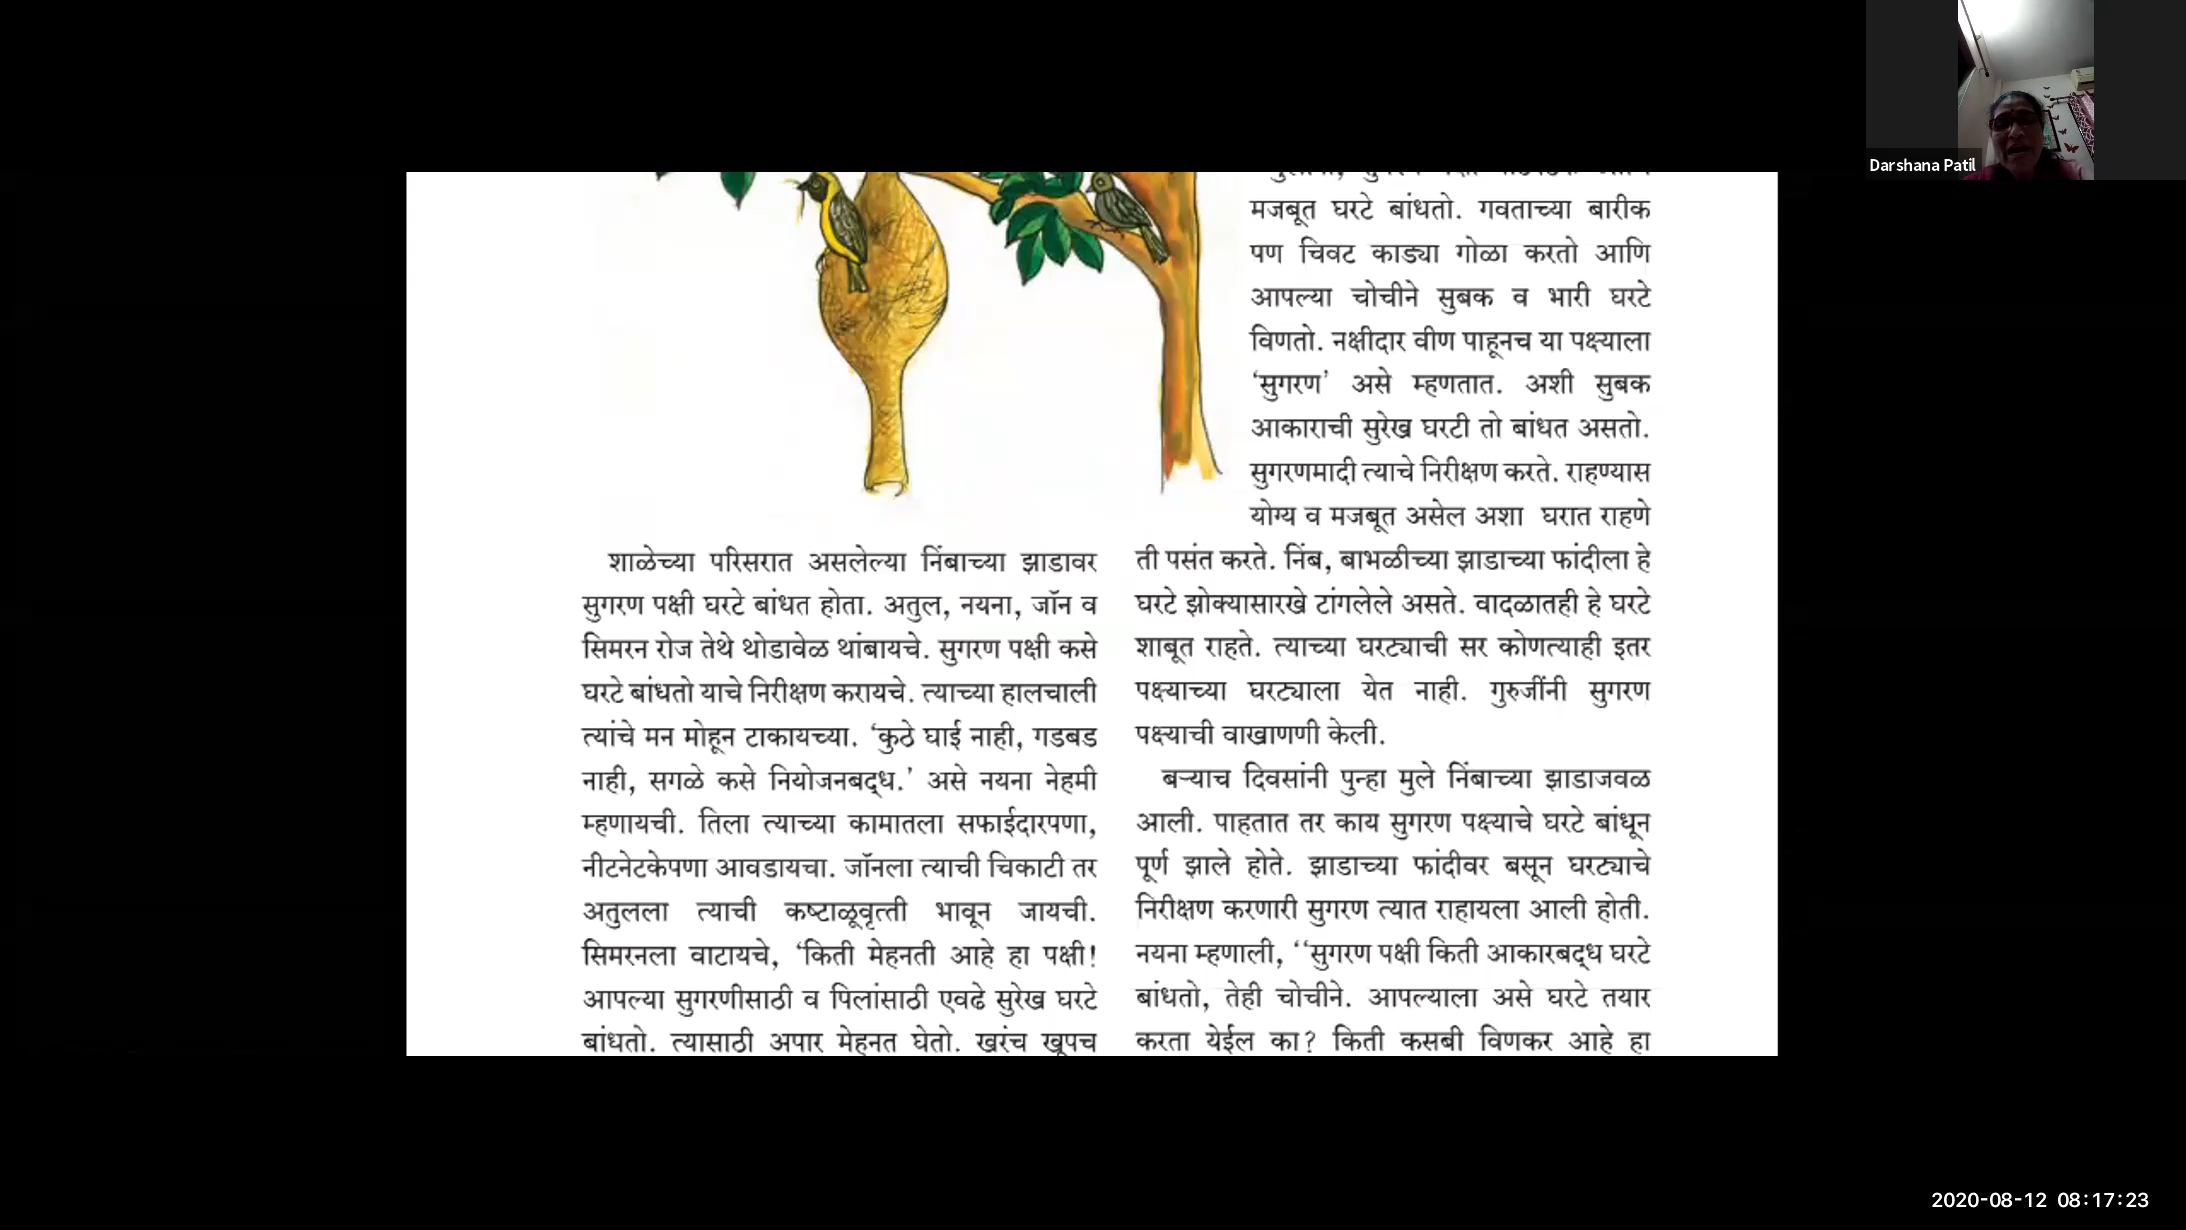 Darshana Patil
शाळेच्या परिसरात असलेल्या निंबाच्या झाडावर
सुगरण पक्षी घरटे बांधत होता. अतुल, नयना, जॉन व
सिमरन रोज तेथे थोडावेळ थांबायचे. सुगरण पक्षी कसे
घरटे बांधतो याचे निरीक्षण करायचे. त्याच्या हालचाली
त्यांचे मन मोहून टाकायच्या. ‘कुठे घाई नाही, गडबड
नाही, सगळे कसे नियोजनबद्ध.’ असे नयना नेहमी
म्हणायची. तिला त्याच्या कामातला सफाईदारपणा,
नीटनेटकेपणा आवडायचा. जॉनला त्याची चिकाटी तर
अतुलला त्याची कष्टाळूवृत्ती भावून जायची.
सिमरनला वाटायचे, ‘किती मेहनती आहे हा पक्षी!
आपल्या सुगरणीसाठी व पिलांसाठी एवढे सुरेख घरटे
बांधतो. त्यासाठी अपार मेहनत घेतो. खरंच खूपच
मजबूत घरटे बांधतो. गवताच्या बारीक
पण चिवट काड्या गोळा करतो आणि
आपल्या चोचीने सुबक व भारी घरटे
विणतो. नक्षीदार वीण पाहूनच या पक्ष्याला
‘सुगरण’ असे म्हणतात. अशी सुबक
आकाराची सुरेख घरटी तो बांधत असतो.
सुगरणमादी त्याचे निरीक्षण करते. राहण्यास
योग्य व मजबूत असेल अशा घरात राहणे
ती पसंत करते. निंब, बाभळीच्या झाडाच्या फांदीला हे
घरटे झोक्यासारखे टांगलेले असते. वादळातही हे घरटे
शाबूत राहते. त्याच्या घरट्याची सर कोणत्याही इतर
पक्ष्याच्या घरट्याला येत नाही. गुरुजींनी सुगरण
पक्ष्याची वाखाणणी केली.
बऱ्याच दिवसांनी पुन्हा मुले निंबाच्या झाडाजवळ
आली. पाहतात तर काय सुगरण पक्ष्याचे घरटे बांधून
पूर्ण झाले होते. झाडाच्या फांदीवर बसून घरट्याचे
निरीक्षण करणारी सुगरण त्यात राहायला आली होती.
नयना म्हणाली, ‘‘सुगरण पक्षी किती आकारबद्ध घरटे
बांधतो, तेही चोचीने. आपल्याला असे घरटे तयार
करता येईल का? किती कसबी विणकर आहे हा
2020-08-12 08:17:23